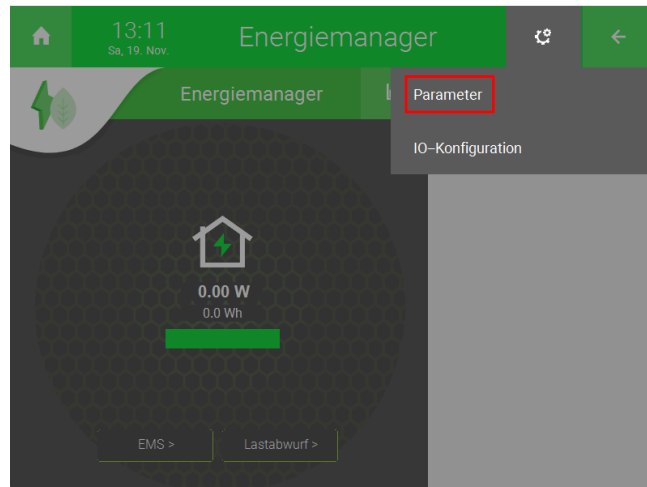 13:11
Sa, 19. Nov.
Energiemanager
Energiemanager
Parameter
IO-Konfiguration
0.00 W
0.0 Wh
EMS >
Lastabwurf >